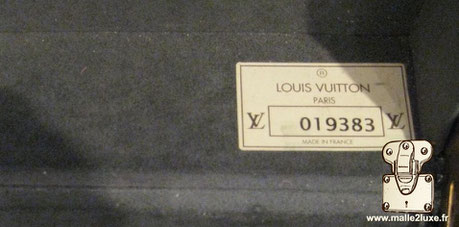 ®
LOUIS VUITTON
PARIS
LV 019383 LV
MADE IN FRANCE
www.malle2luxe.fr